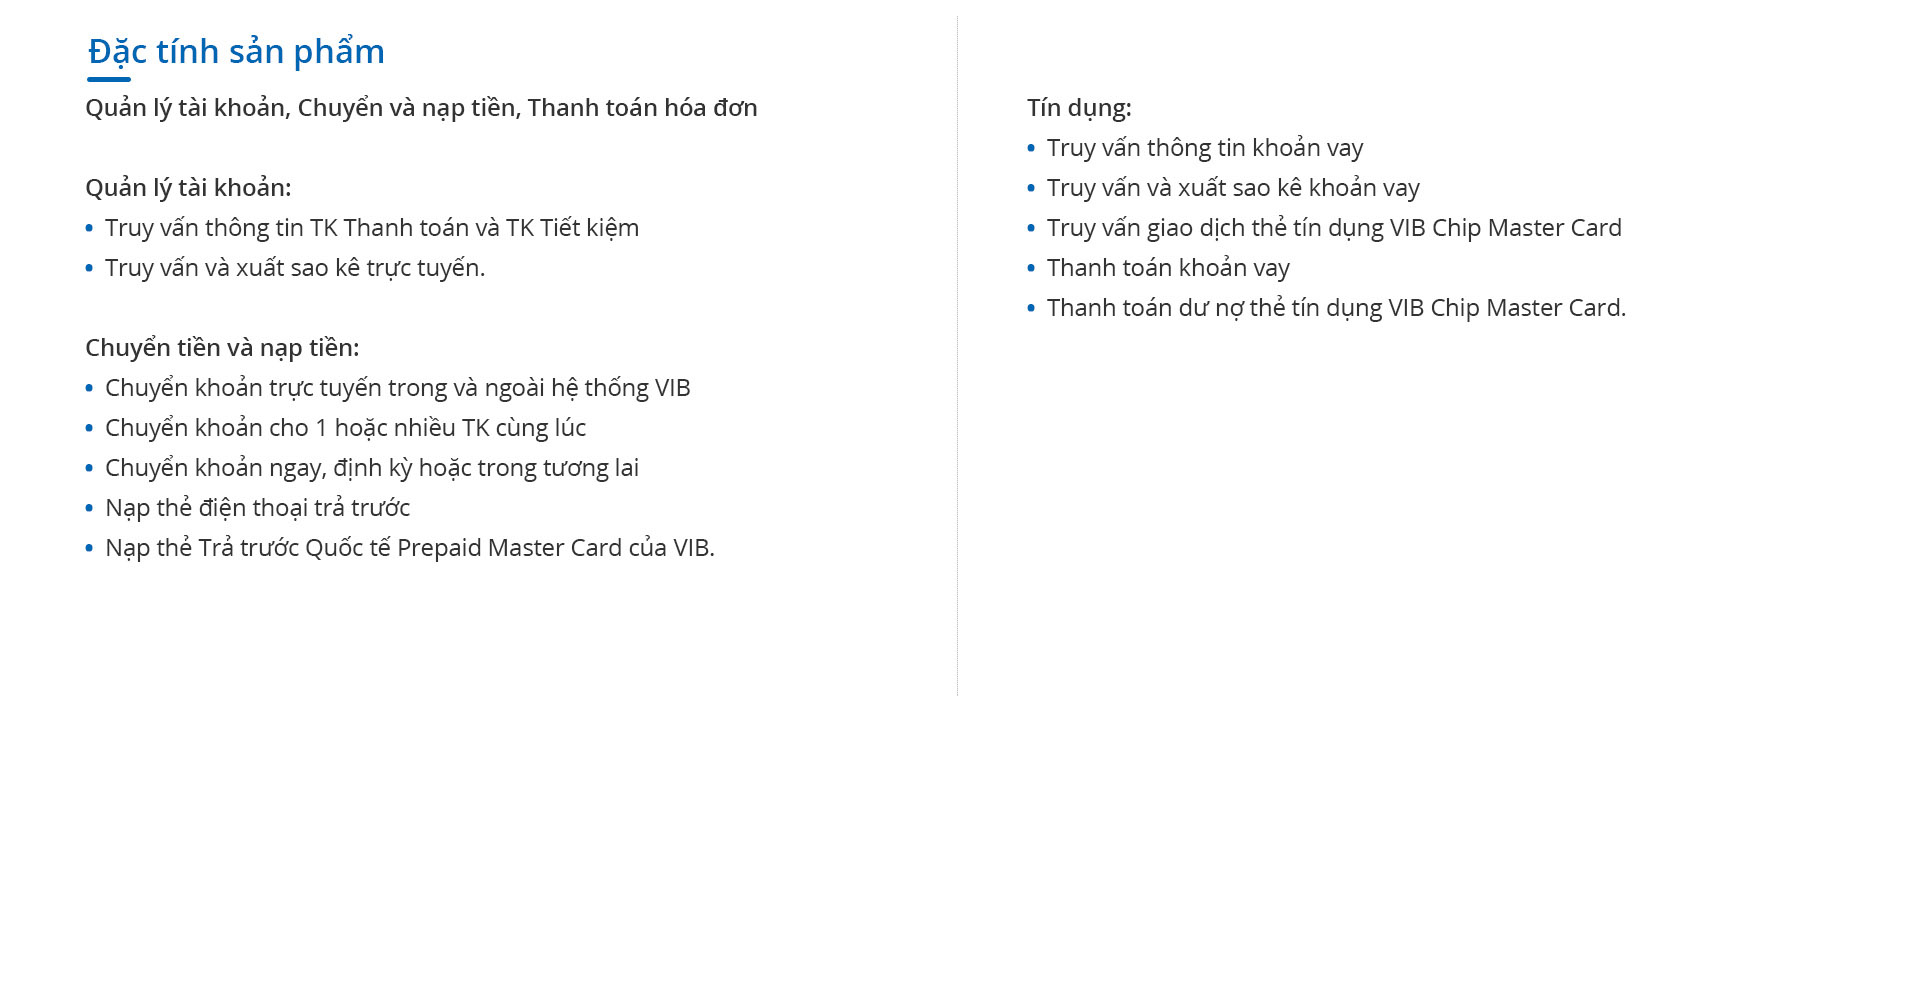 Đặc tính sản phẩm
Quản lý tài khoản, Chuyển và nạp tiền, Thanh toán hóa đơn
Quản lý tài khoản:
• Truy vấn thông tin TK Thanh toán và TK Tiết kiệm
• Truy vấn và xuất sao kê trực tuyến.
Chuyển tiền và nạp tiền:
• Chuyển khoản trực tuyến trong và ngoài hệ thống VIB
• Chuyển khoản cho 1 hoặc nhiều TK cùng lúc
• Chuyển khoản ngay, định kỳ hoặc trong tương lai
• Nạp thẻ điện thoại trả trước
• Nạp thẻ Trả trước Quốc tế Prepaid Master Card của VIB.
Tín dụng:
• Truy vấn thông tin khoản vay
• Truy vấn và xuất sao kê khoản vay
• Truy vấn giao dịch thẻ tín dụng VIB Chip Master Card
• Thanh toán khoản vay
• Thanh toán dư nợ thẻ tín dụng VIB Chip Master Card.